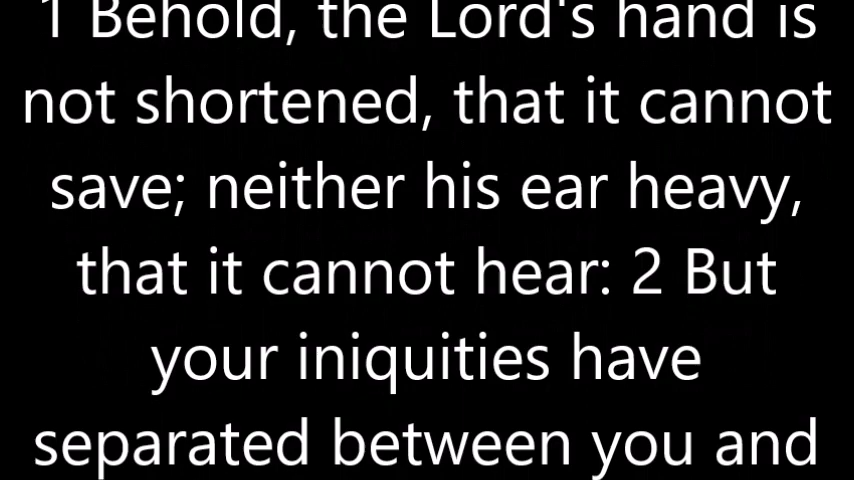 1 Behold, the Lord's hand is
not shortened, that it cannot
save; neither his ear heavy,
that it cannot hear: 2 But
your iniquities have
separated between you and